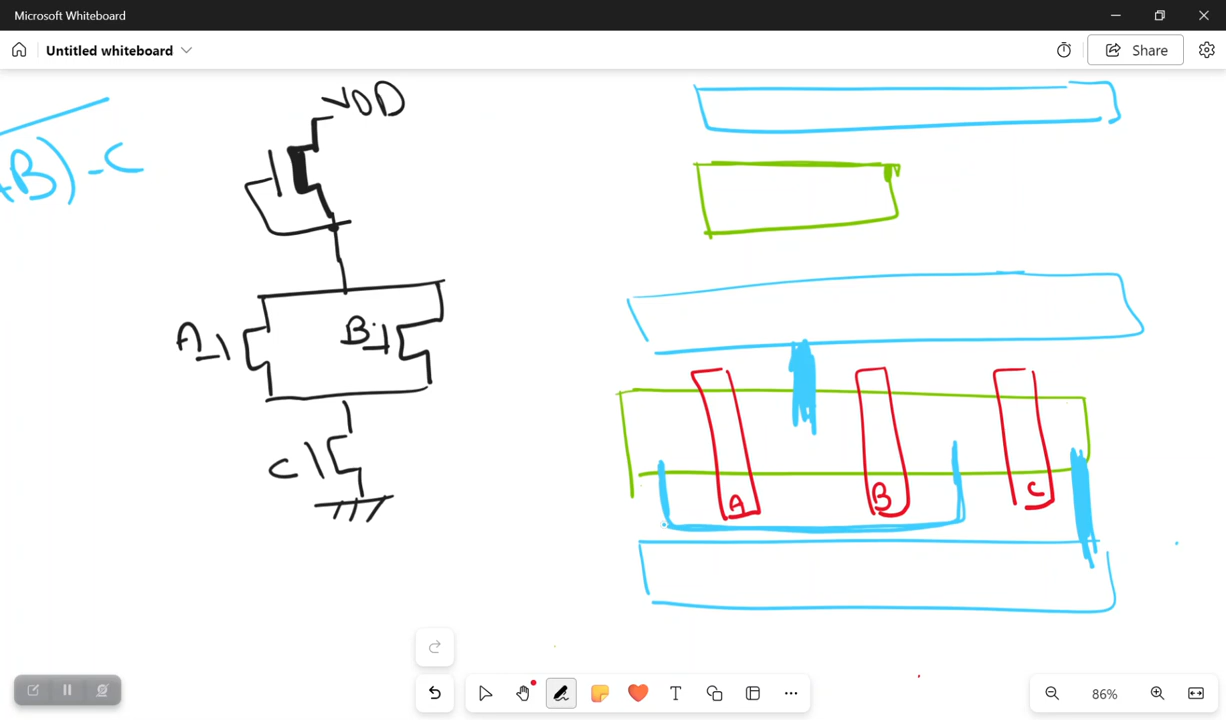 Microsoft Whiteboard
Untitled whiteboard
Share
+B) - C
VDD
A
B
C
A
B
C
T
86%